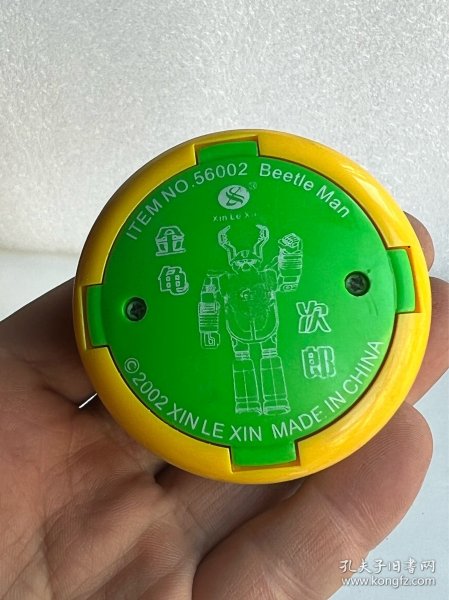 ITEM NO.56002 Beetle Man
®
Xin Le Xin
金龟
次郎
©2002 XIN LE XIN MADE IN CHINA
孔夫子旧书网
www.kongfz.com